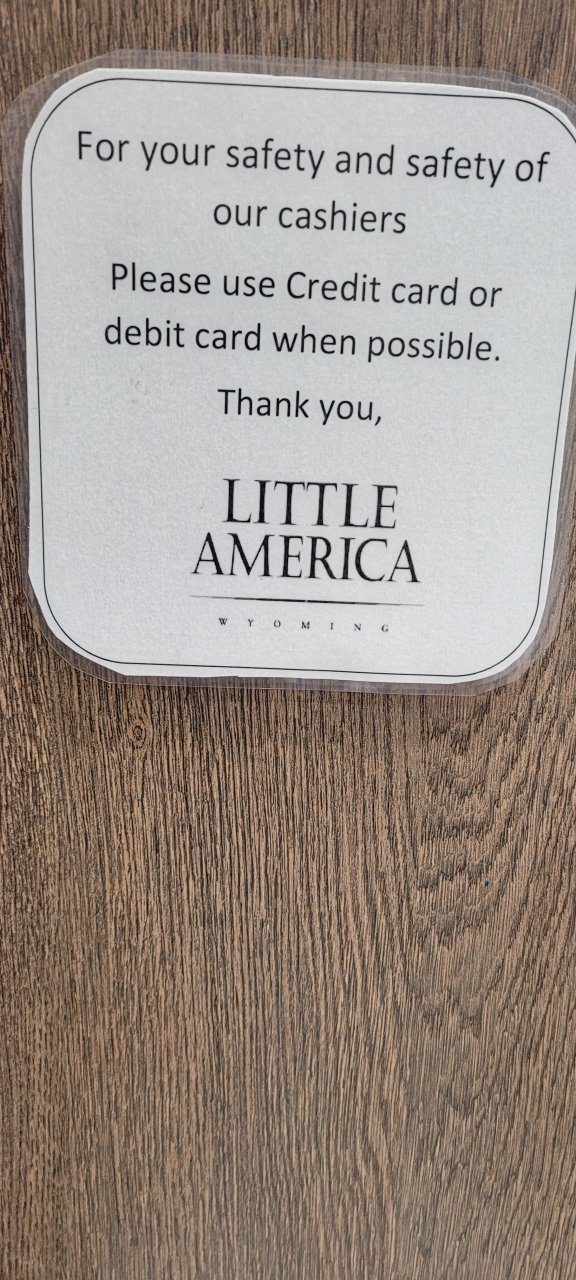 For your safety and safety of
our cashiers
Please use Credit card or
debit card when possible.
Thank you,
LITTLE
AMERICA
WYOMING